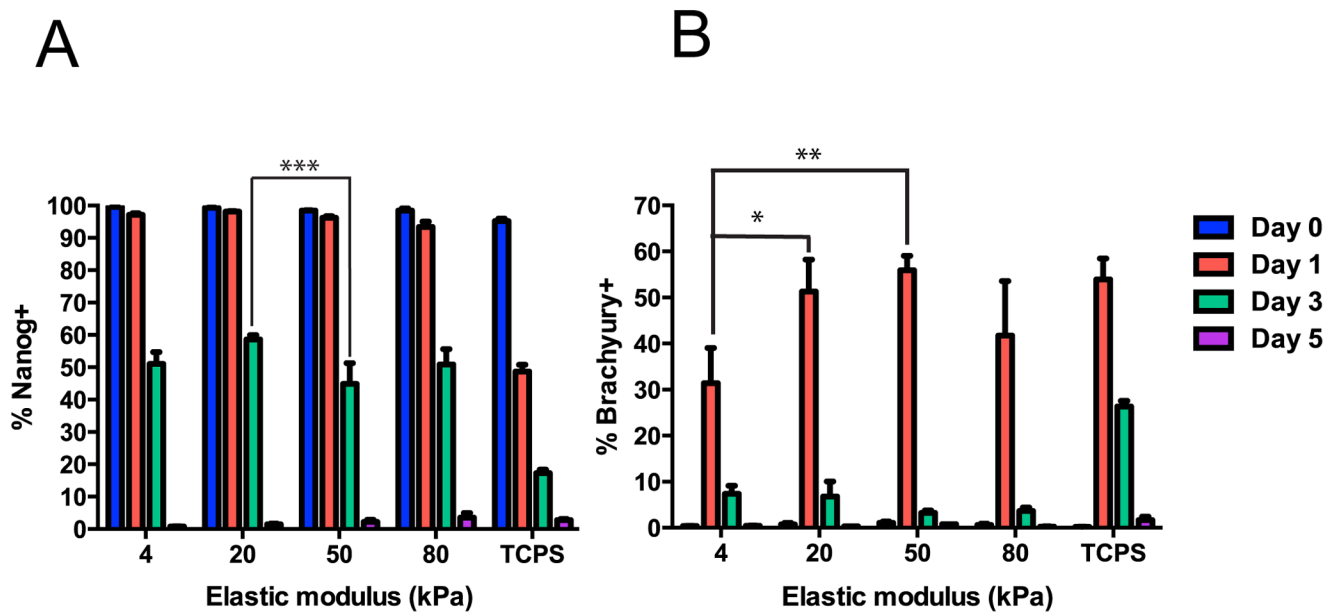 A
B
***
**
*
% Nanog+
100
90
80
70
60
50
40
30
20
10
0
4 20 50 80 TCPS
Elastic modulus (kPa)
% Brachyury+
70
60
50
40
30
20
10
0
4 20 50 80 TCPS
Elastic modulus (kPa)
Day 0
Day 1
Day 3
Day 5